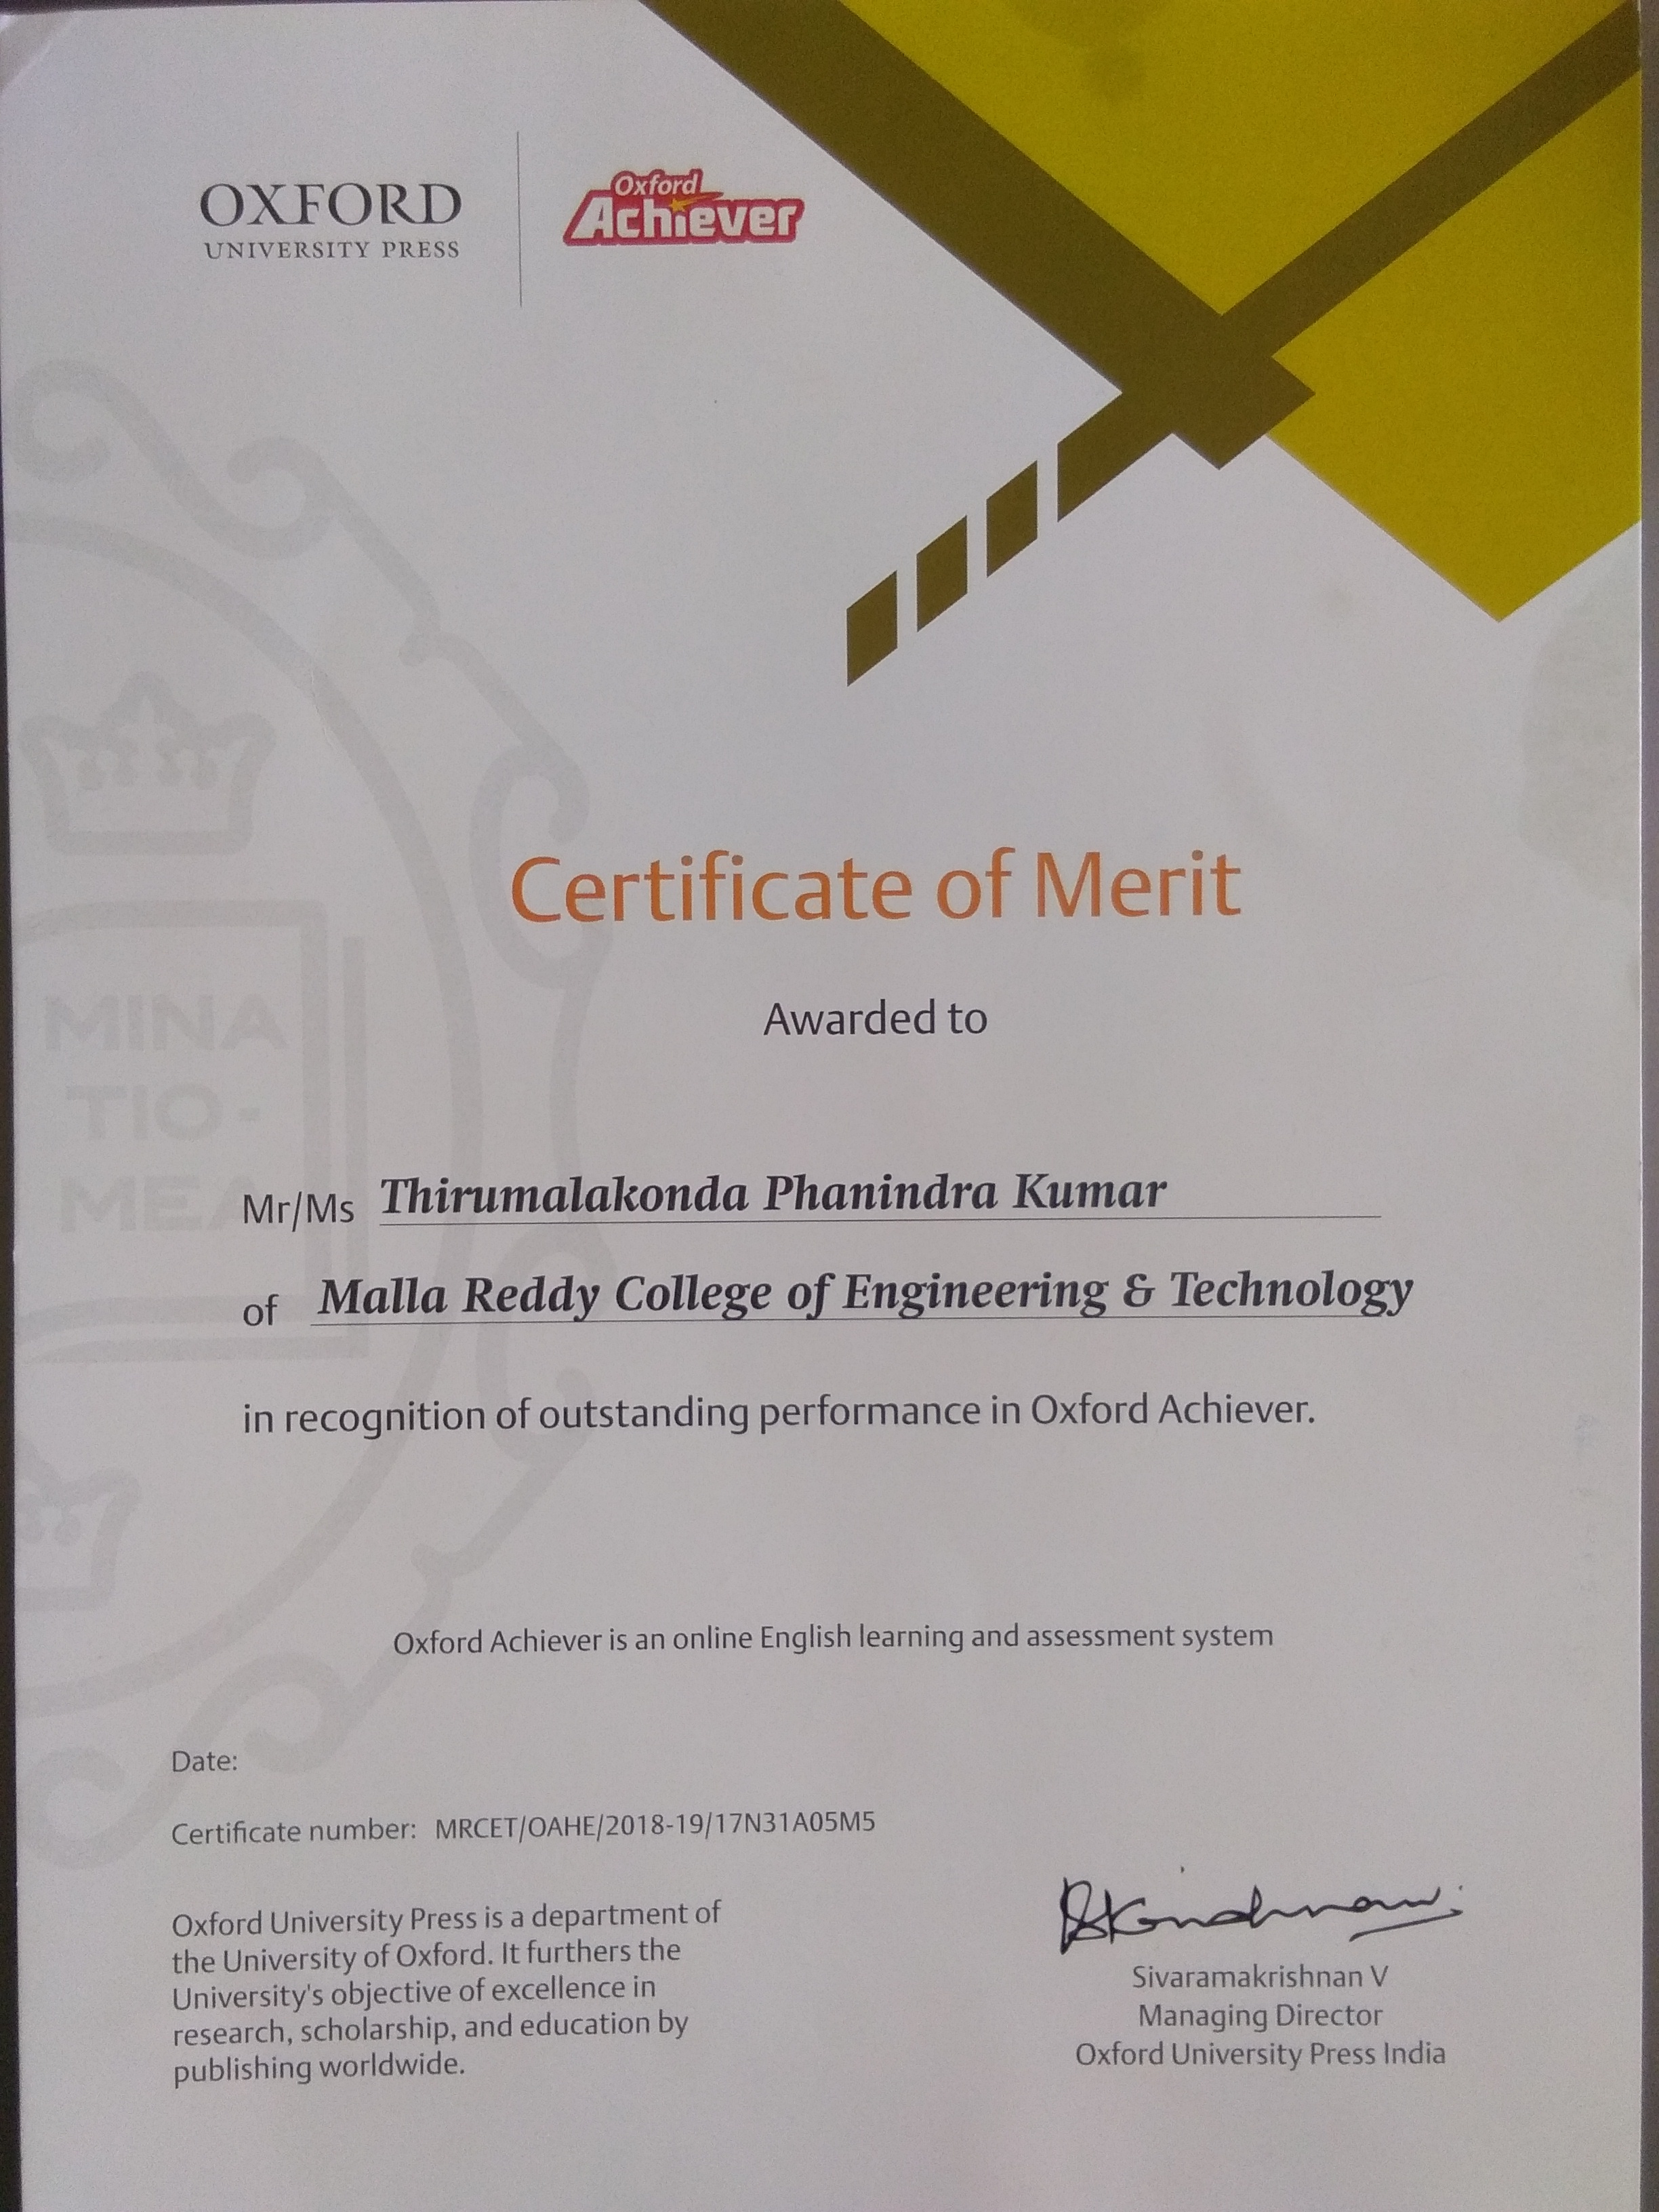 OXFORD
UNIVERSITY PRESS
Oxford
Achiever
MINA
TIO-
MEA
Certificate of Merit
Awarded to
Mr/Ms Thirumalakonda Phanindra Kumar
of Malla Reddy College of Engineering & Technology
in recognition of outstanding performance in Oxford Achiever.
Oxford Achiever is an online English learning and assessment system
Date:
Certificate number: MRCET/OAHE/2018-19/17N31A05M5
Oxford University Press is a department of
the University of Oxford. It furthers the
University's objective of excellence in
research, scholarship, and education by
publishing worldwide.
Sivaramakrishnan V
Managing Director
Oxford University Press India